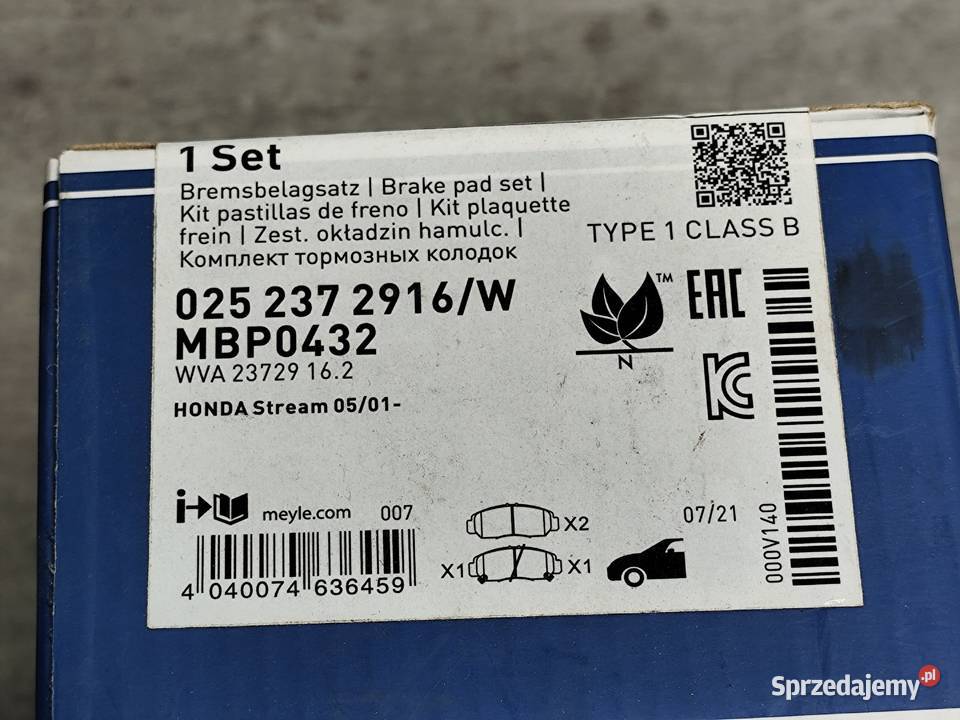 1 Set
Bremsbelagsatz | Brake pad set |
Kit pastillas de freno | Kit plaquette
frein | Zest. okładzin hamulc. |
Комплект тормозных колодок
TYPE 1 CLASS B
025 237 2916/W
MBP0432
WVA 23729 16.2
HONDA Stream 05/01-
TM
N
EAC
KC
i
meyle.com
007
X2
X1
X1
07/21
000V140
4 040074 636459
Sprzedajemy.pl